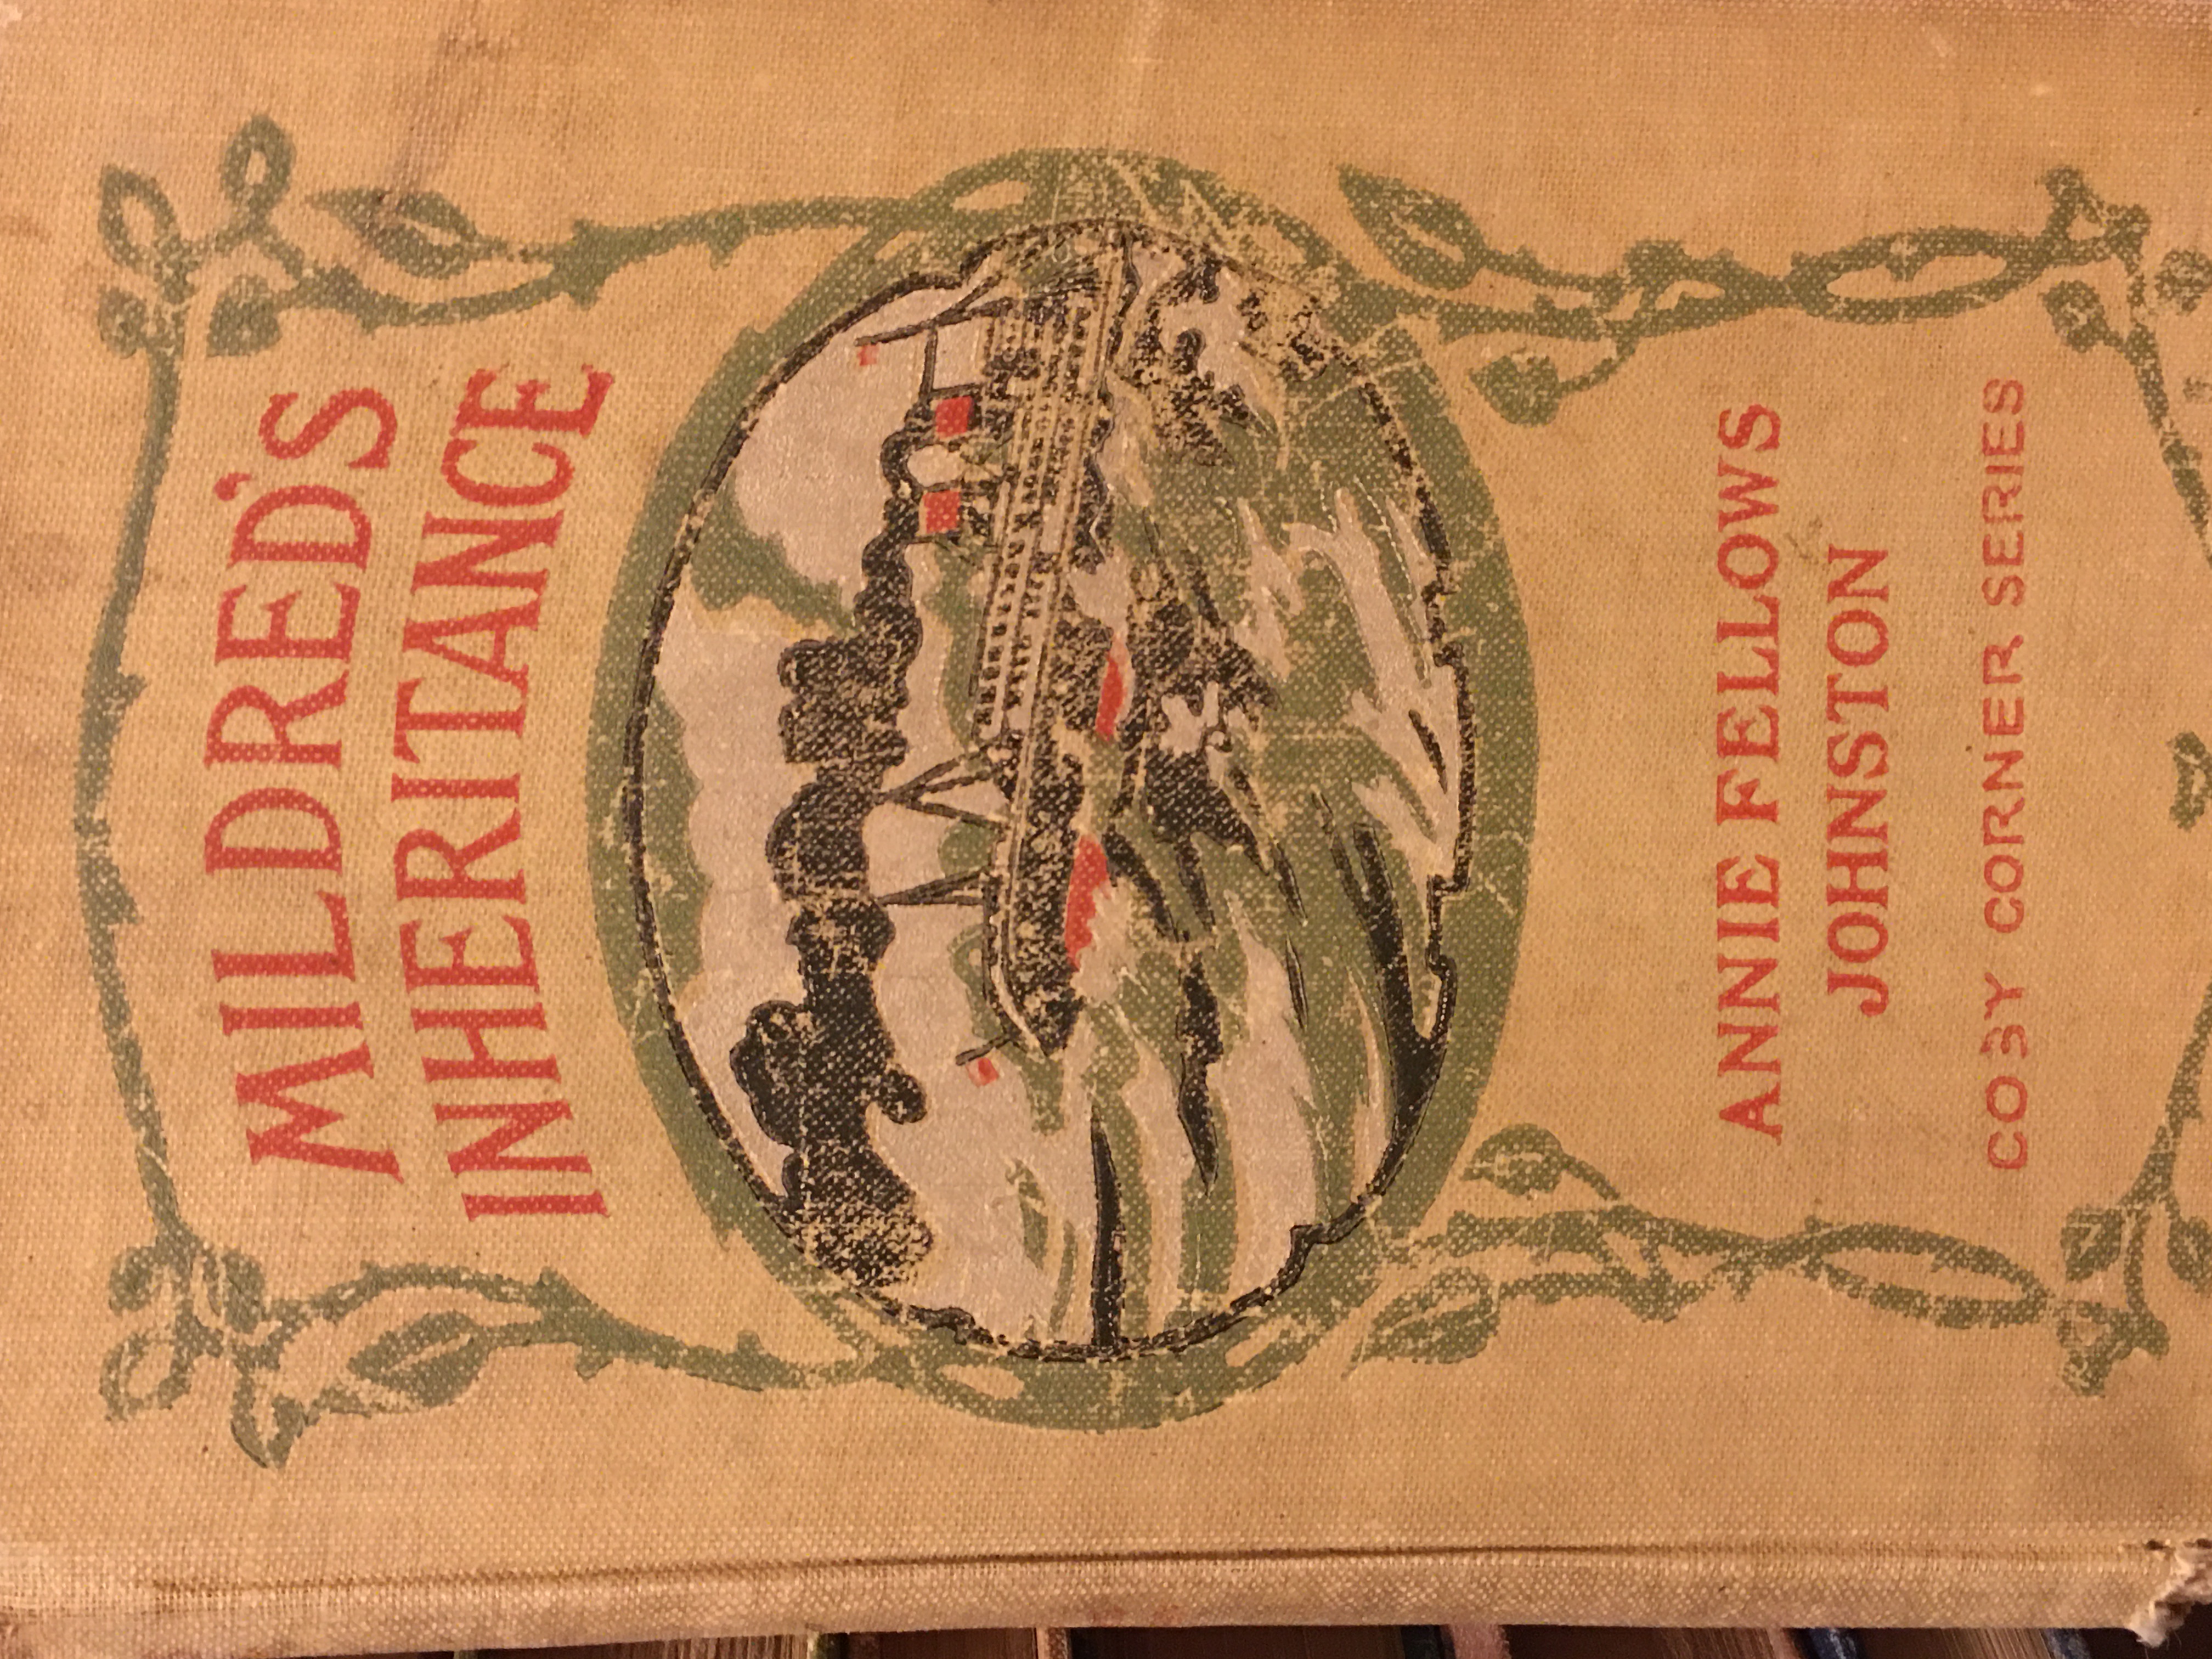 MILDRED'S
INHERITANCE
ANNIE FELLOWS
JOHNSTON
COSY CORNER SERIES